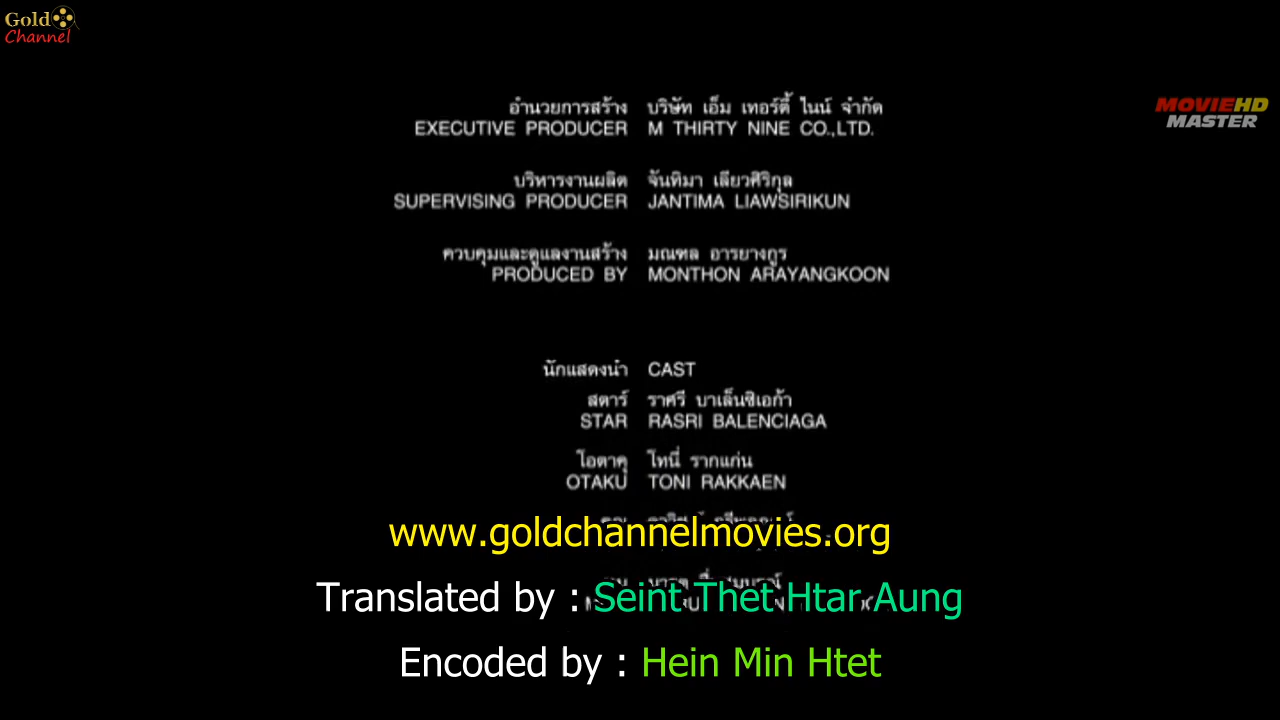 Gold
Channel
อำนวยการสร้าง บริษัท เอ็ม เทอร์ตี้ ไนน์ จำกัด
EXECUTIVE PRODUCER M THIRTY NINE CO.,LTD.
MOVIEHD
MASTER
บริหารงานผลิต จันทิมา เลียวศิริกุล
SUPERVISING PRODUCER JANTIMA LIAWSIRIKUN
ควบคุมและดูแลงานสร้าง มณฑล อารยางกูร
PRODUCED BY MONTHON ARAYANGKOON
นักแสดงนำ CAST
สตาร์ ราศรี บาเล็นซิเอก้า
STAR RASRI BALENCIAGA
โอตาคุ โทนี่ รากแก่น
OTAKU TONI RAKKAEN
www.goldchannelmovies.org
Translated by : Seint Thet Htar Aung
Encoded by : Hein Min Htet